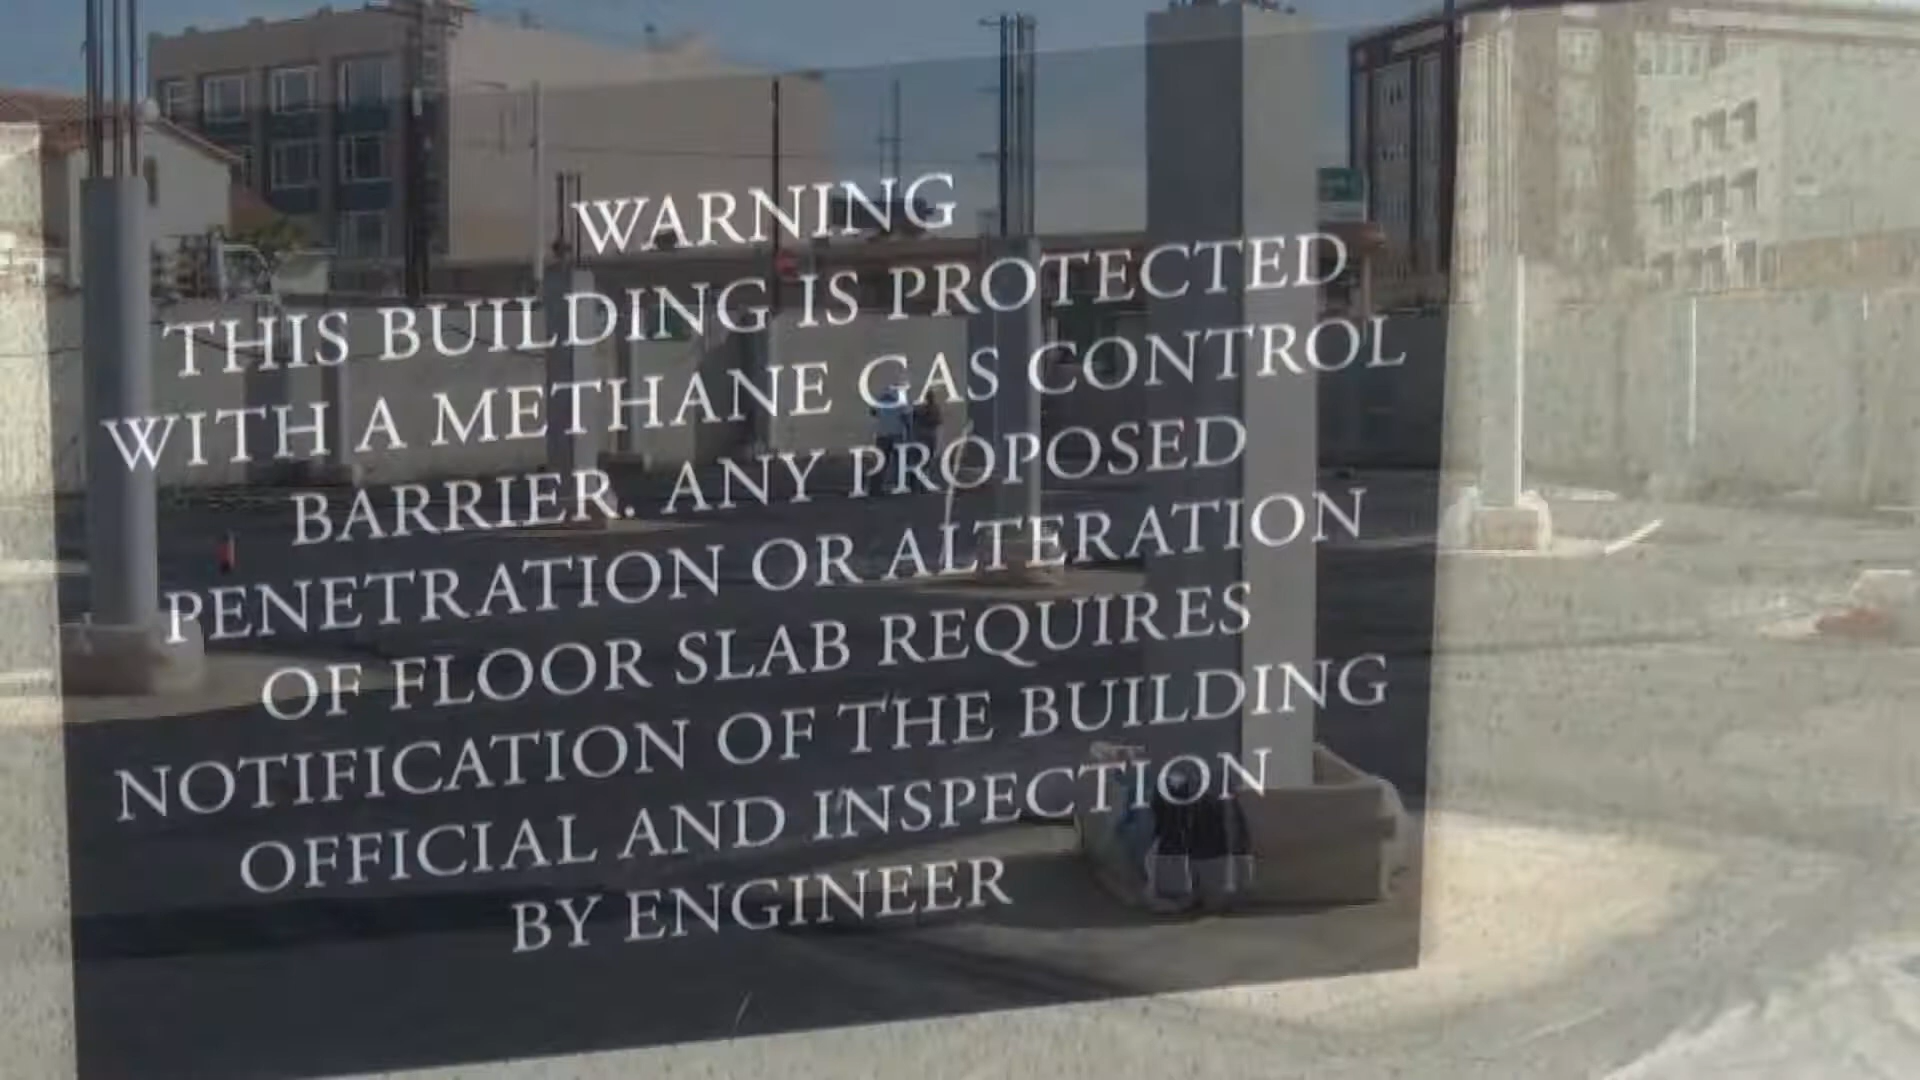 WARNING
THIS BUILDING IS PROTECTED
WITH A METHANE GAS CONTROL
BARRIER. ANY PROPOSED
PENETRATION OR ALTERATION
OF FLOOR SLAB REQUIRES
NOTIFICATION OF THE BUILDING
OFFICIAL AND INSPECTION
BY ENGINEER